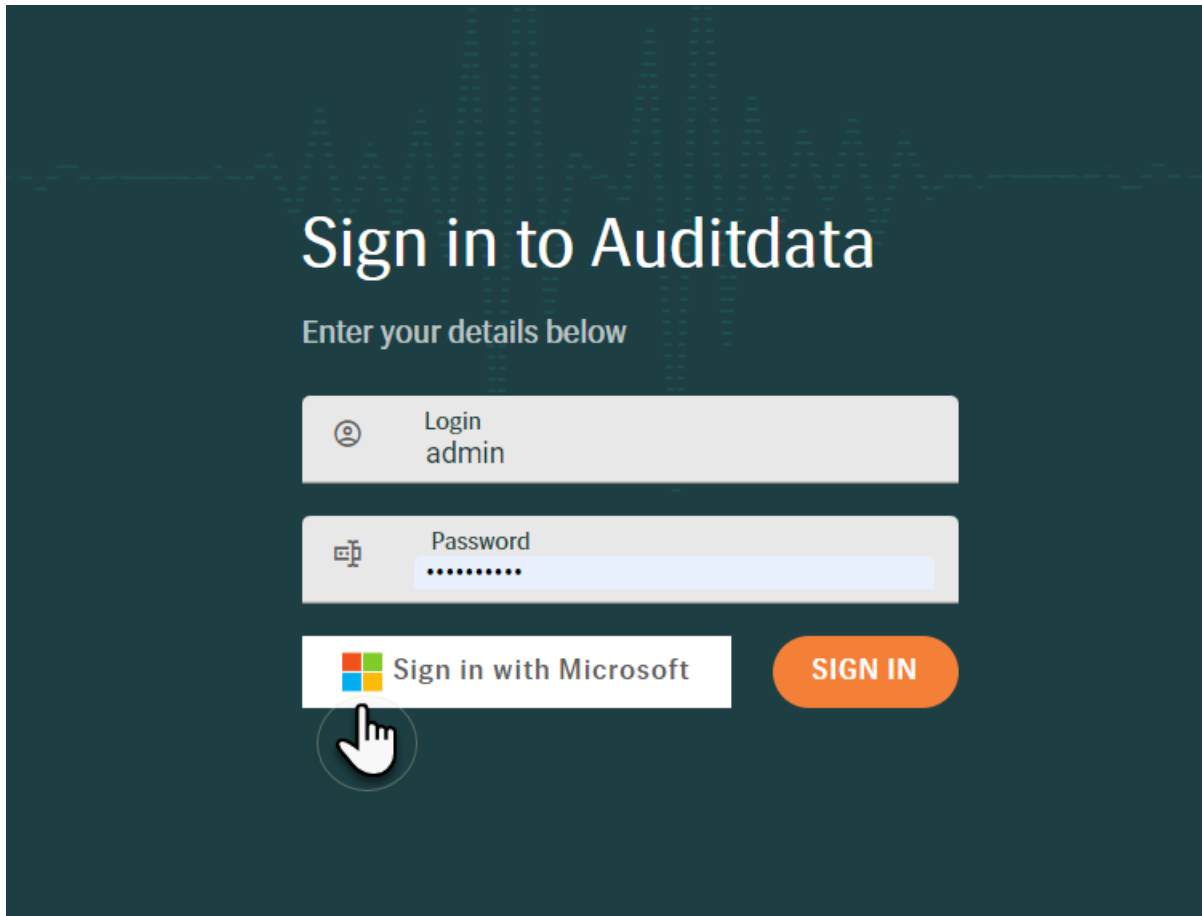 Sign in to Auditdata
Enter your details below
Login
admin
Password
••••••••••
Sign in with Microsoft
SIGN IN